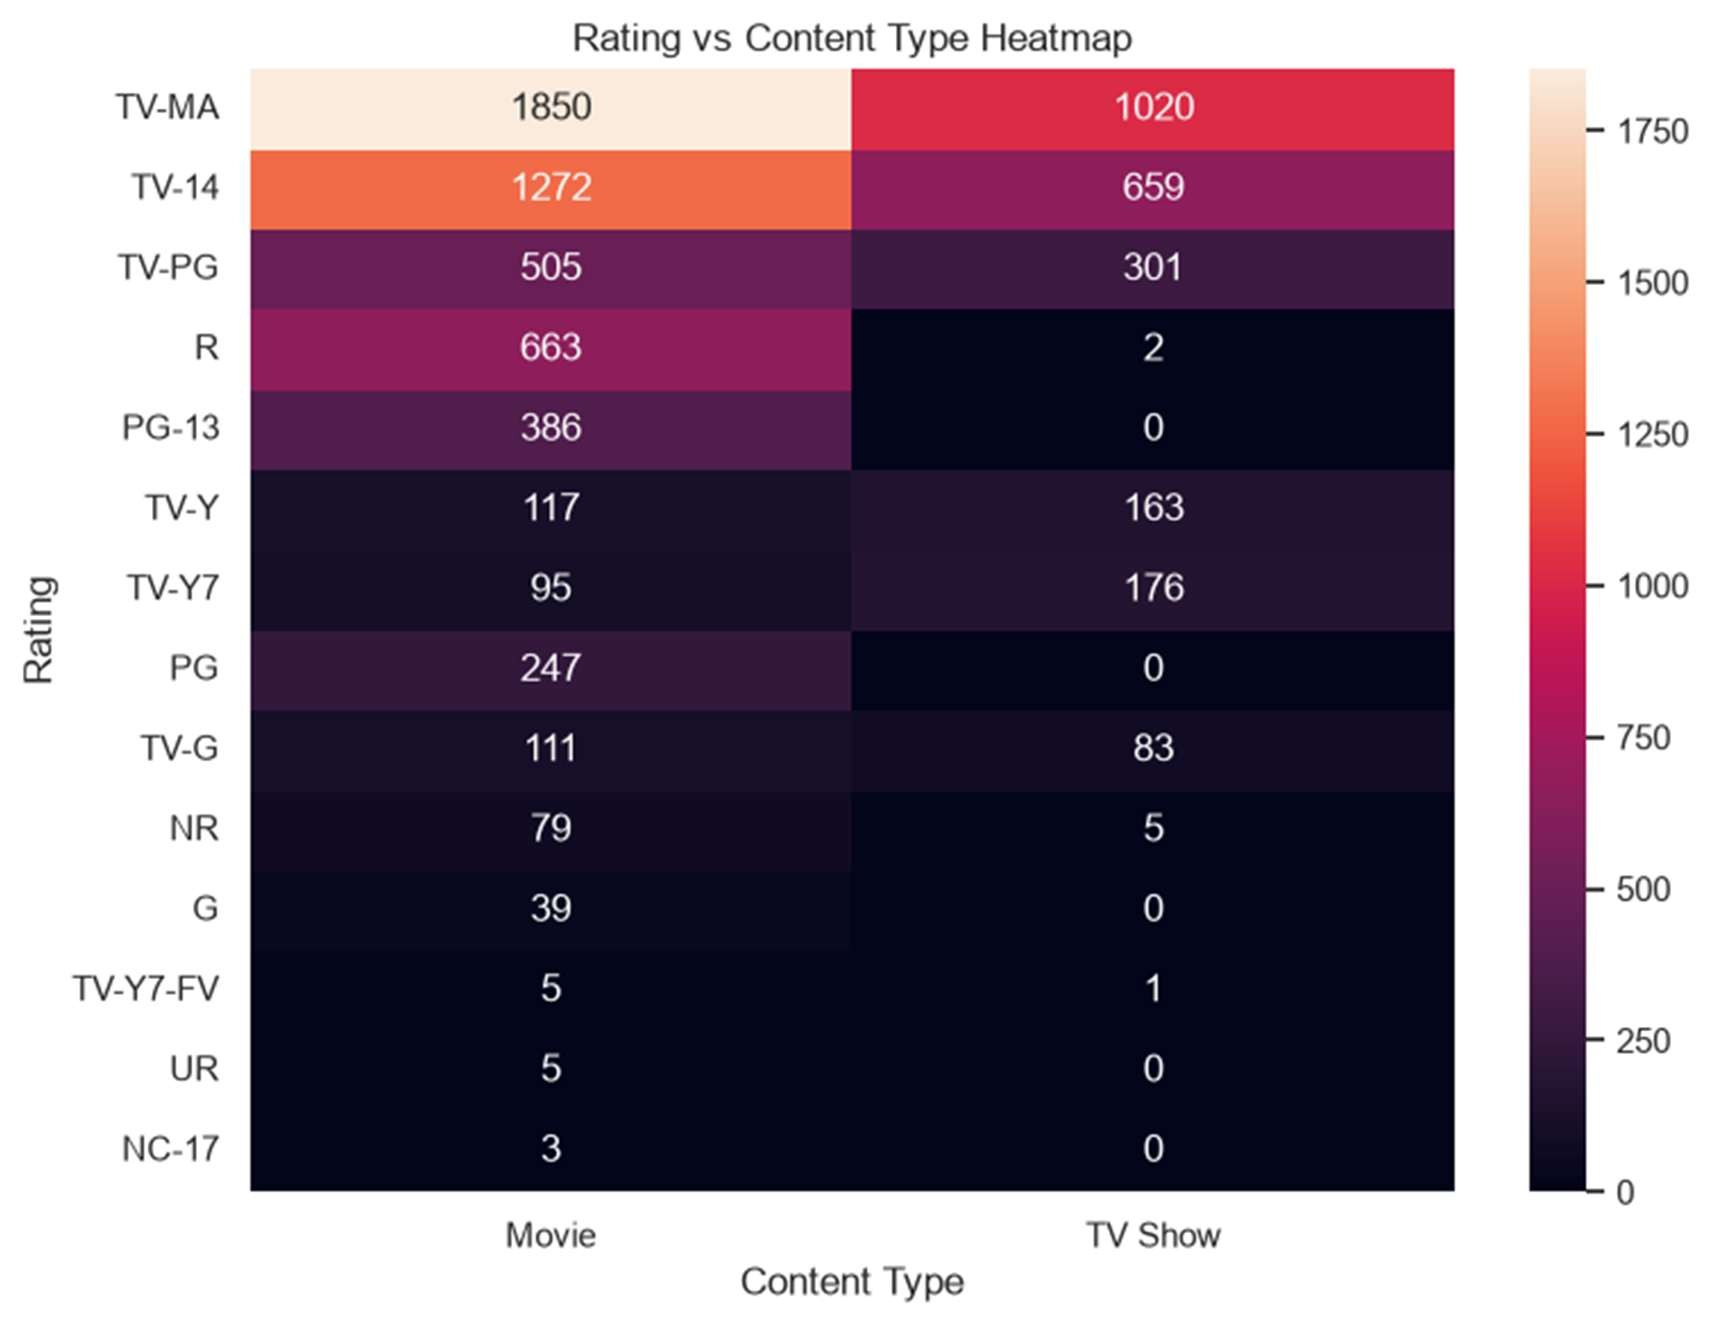 Rating vs Content Type Heatmap
TV-MA 1850 1020
TV-14 1272 659
TV-PG 505 301
R 663 2
PG-13 386 0
TV-Y 117 163
TV-Y7 95 176
PG 247 0
TV-G 111 83
NR 79 5
G 39 0
TV-Y7-FV 5 1
UR 5 0
NC-17 3 0
Rating
Movie TV Show
Content Type
1750
1500
1250
1000
750
500
250
0